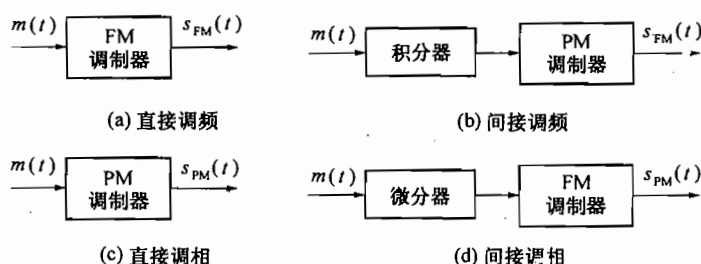 m(t)
FM
调制器
s_FM(t)
(a) 直接调频
m(t)
积分器
PM
调制器
s_FM(t)
(b) 间接调频
m(t)
PM
调制器
s_PM(t)
(c) 直接调相
m(t)
微分器
FM
调制器
s_PM(t)
(d) 间接调相